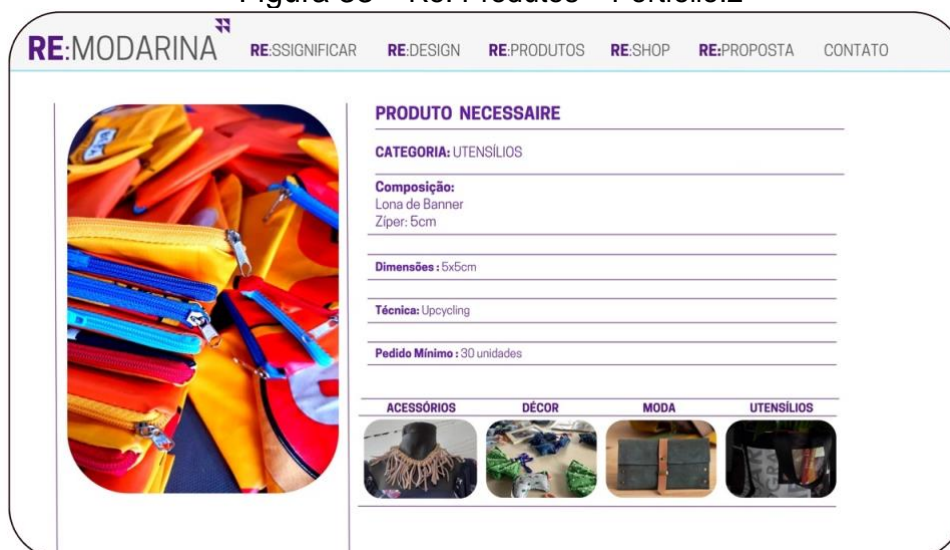 RE:MODARINA
RE:SSIGNIFICAR RE:DESIGN RE:PRODUTOS RE:SHOP RE:PROPOSTA CONTATO
PRODUTO NECESSAIRE
CATEGORIA: UTENSÍLIOS
Composição:
Lona de Banner
Zíper: 5cm
Dimensões : 5x5cm
Técnica: Upcycling
Pedido Mínimo : 30 unidades
ACESSÓRIOS DÉCOR MODA UTENSÍLIOS